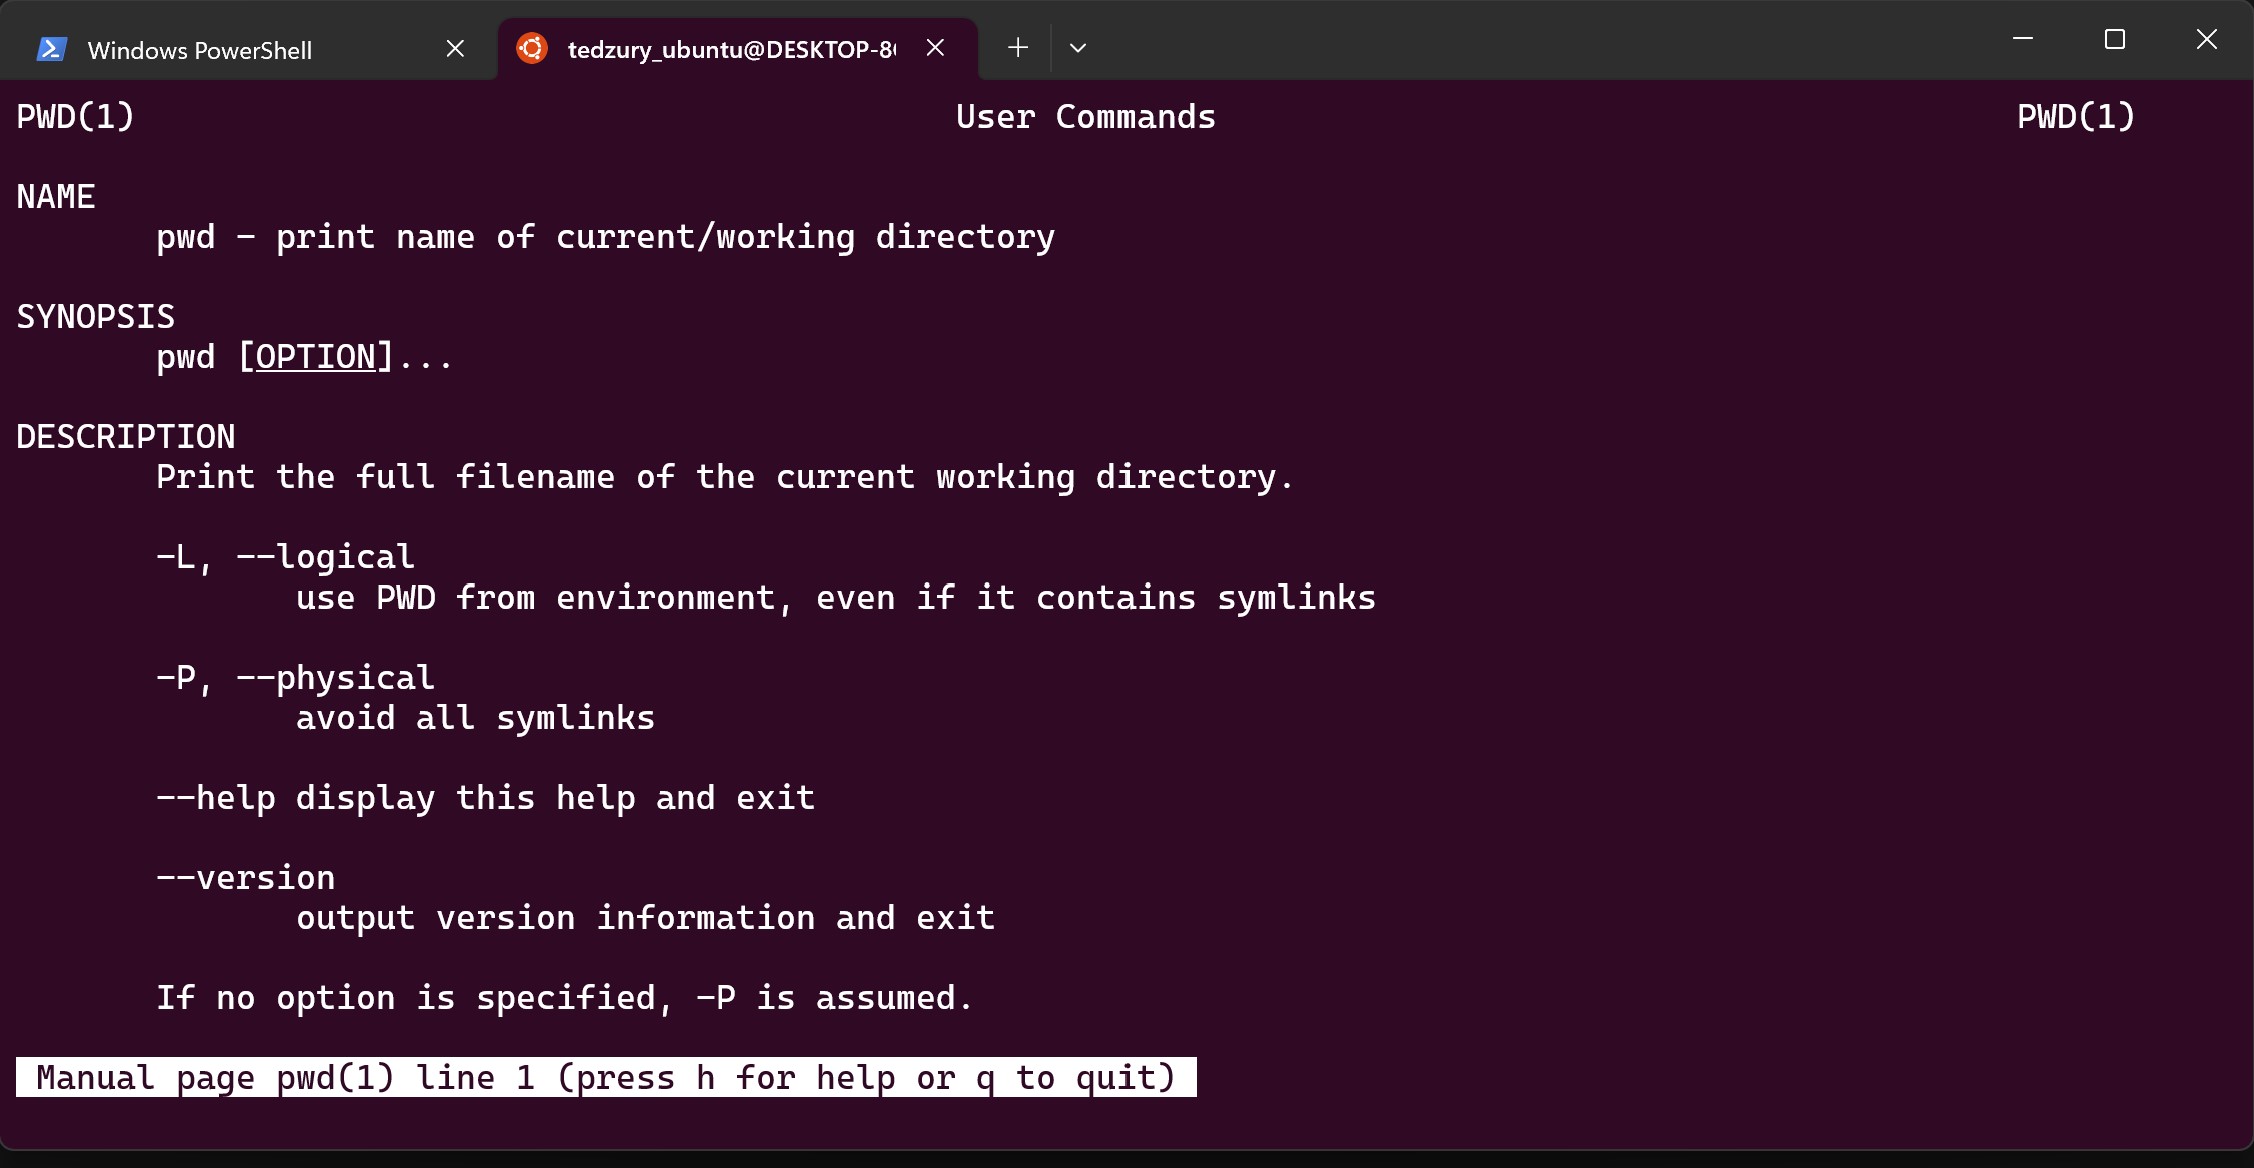 Windows PowerShell
tedzury_ubuntu@DESKTOP-8
PWD(1) User Commands PWD(1)
NAME
pwd - print name of current/working directory
SYNOPSIS
pwd [OPTION]...
DESCRIPTION
Print the full filename of the current working directory.
-L, --logical
use PWD from environment, even if it contains symlinks
-P, --physical
avoid all symlinks
--help display this help and exit
--version
output version information and exit
If no option is specified, -P is assumed.
Manual page pwd(1) line 1 (press h for help or q to quit)